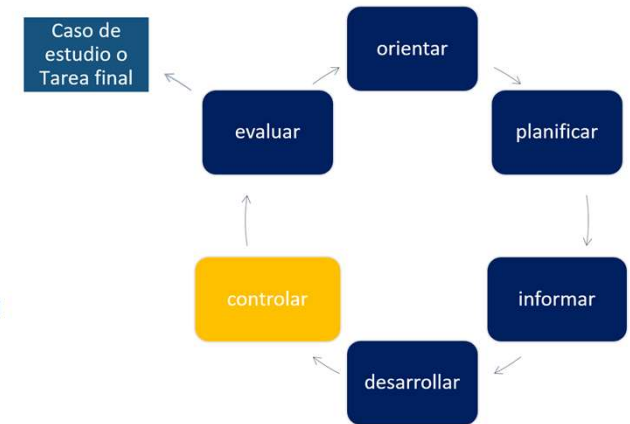 Caso de
estudio o
Tarea final
orientar
evaluar
planificar
controlar
informar
desarrollar